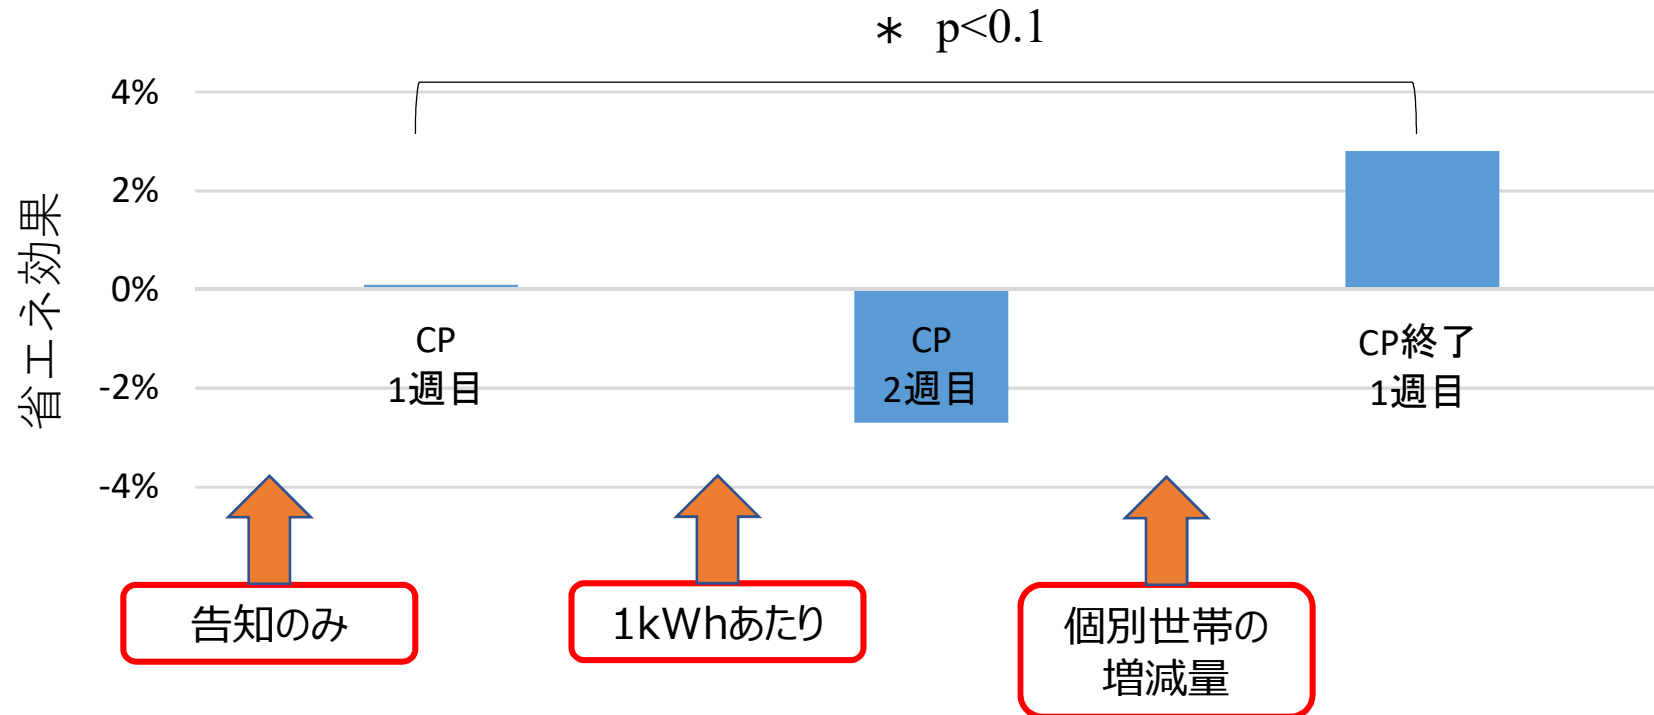 ＊ p<0.1
4%
2%
0%
-2%
-4%
省エネ効果
CP
1週目
CP
2週目
CP終了
1週目
告知のみ
1kWhあたり
個別世帯の
増減量